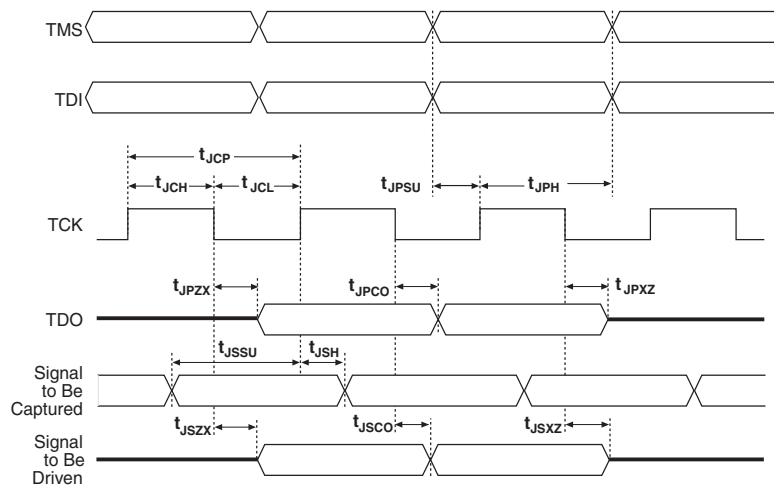 TMS
TDI
tJCP
tJCH
tJCL
tJPSU
tJPH
TCK
tJPZX
tJPCO
tJPXZ
TDO
tJSSU
tJSH
Signal
to Be
Captured
tJSZX
tJSCO
tJSXZ
Signal
to Be
Driven